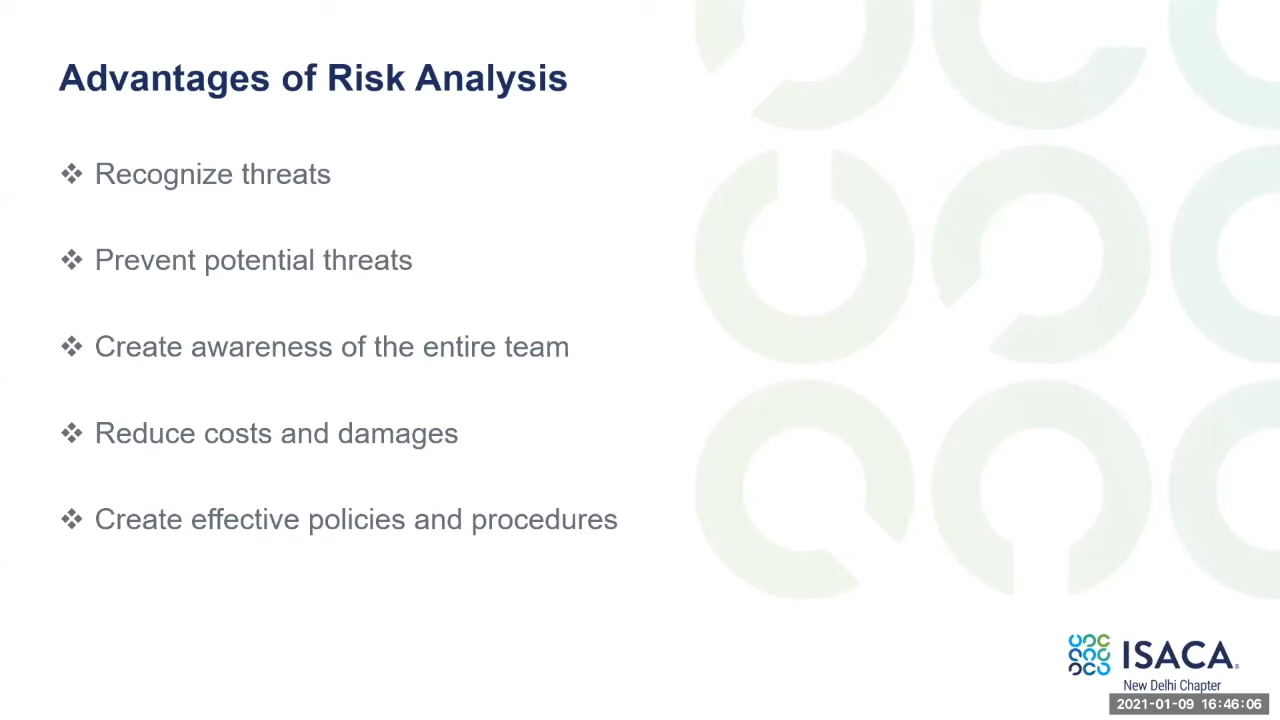 Advantages of Risk Analysis
❖ Recognize threats
❖ Prevent potential threats
❖ Create awareness of the entire team
❖ Reduce costs and damages
❖ Create effective policies and procedures
ISACA®
New Delhi Chapter
2021-01-09 16:46:06